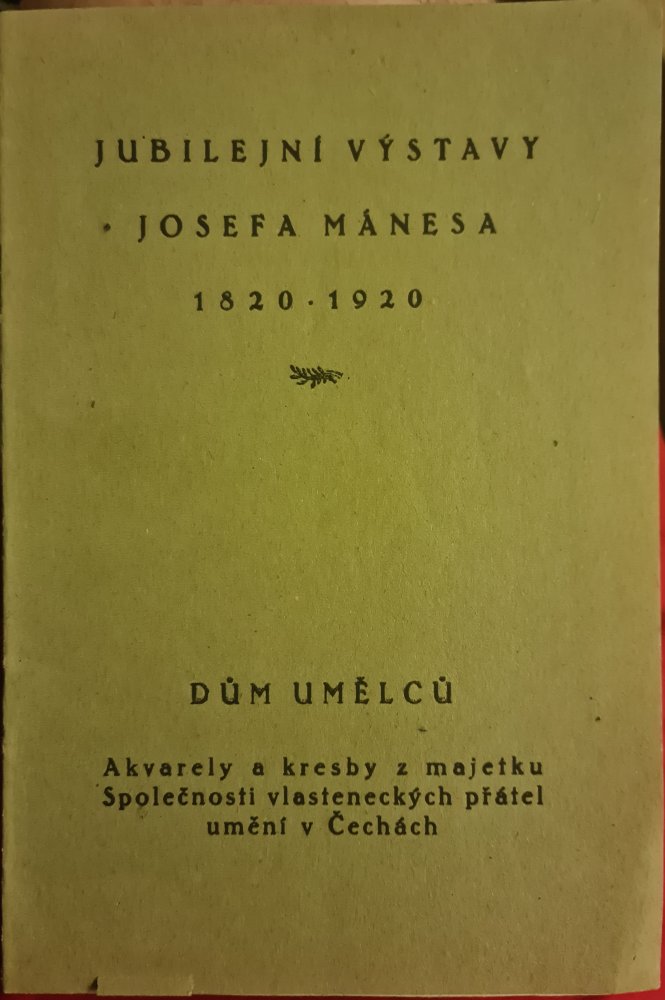 JUBILEJNÍ VÝSTAVY
JOSEFA MÁNESA
1820 · 1920
DŮM UMĚLCŮ
Akvarely a kresby z majetku
Společnosti vlasteneckých přátel
umění v Čechách